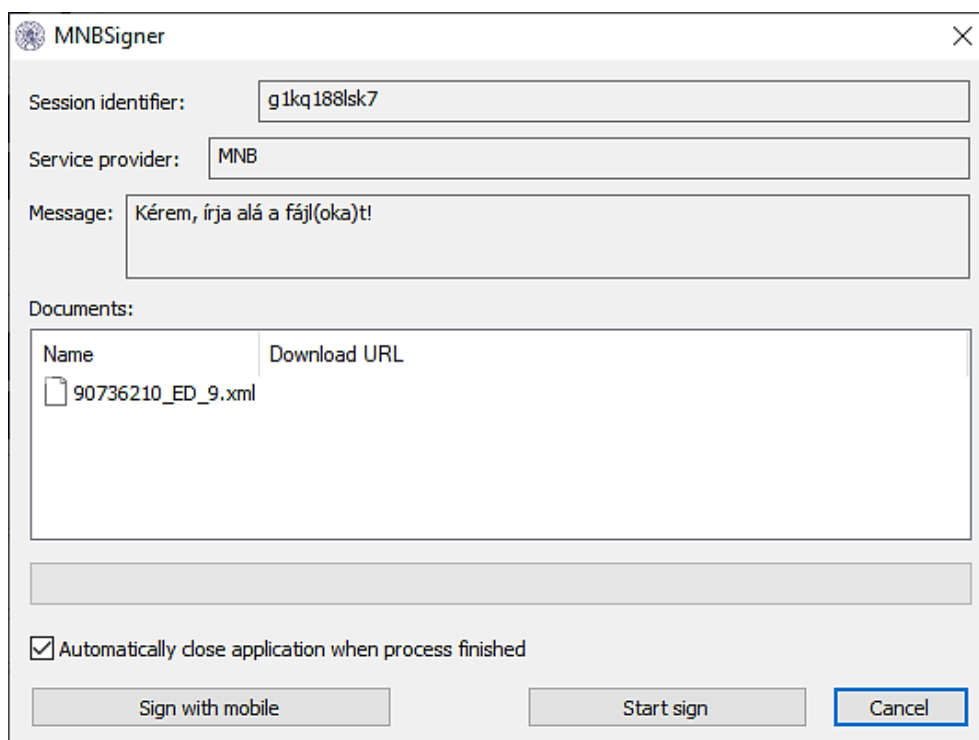 MNBSigner
Session identifier: g1kq188lsk7
Service provider: MNB
Message: Kérem, írja alá a fájl(oka)t!
Documents:
Name Download URL
90736210_ED_9.xml
Automatically close application when process finished
Sign with mobile Start sign Cancel